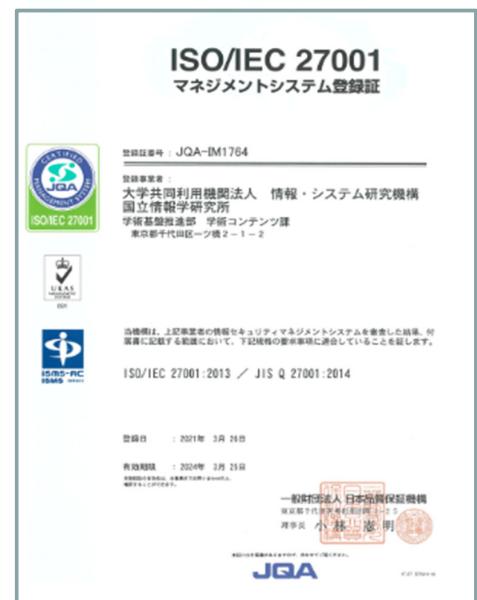 ISO/IEC 27001
マネジメントシステム登録証
CERTIFIED
MANAGEMENT SYSTEM
JQA
ISO/IEC 27001
登録証番号 : JQA-IM1764
登録事業者 :
大学共同利用機関法人 情報・システム研究機構
国立情報学研究所
学術基盤推進部 学術コンテンツ課
東京都千代田区一ツ橋2-1-2
UKAS
MANAGEMENT
SYSTEMS
ISMS-AC
ISMS
当機構は、上記事業者の情報セキュリティマネジメントシステムを審査した結果、付
属書に記載する範囲において、下記規格の要求事項に適合していることを証します。
ISO/IEC 27001:2013 / JIS Q 27001:2014
登録日 : 2021年 3月 26日
有効期限 : 2024年 3月 25日
一般財団法人 日本品質保証機構
理事長 小林 憲明
JQA